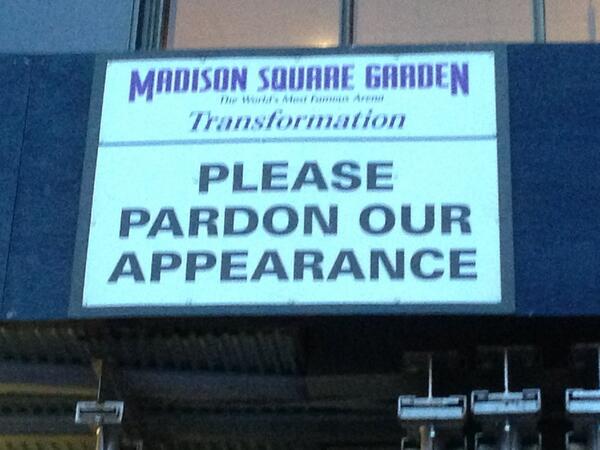 MADISON SQUARE GARDEN
The World's Most Famous Arena
Transformation
PLEASE
PARDON OUR
APPEARANCE